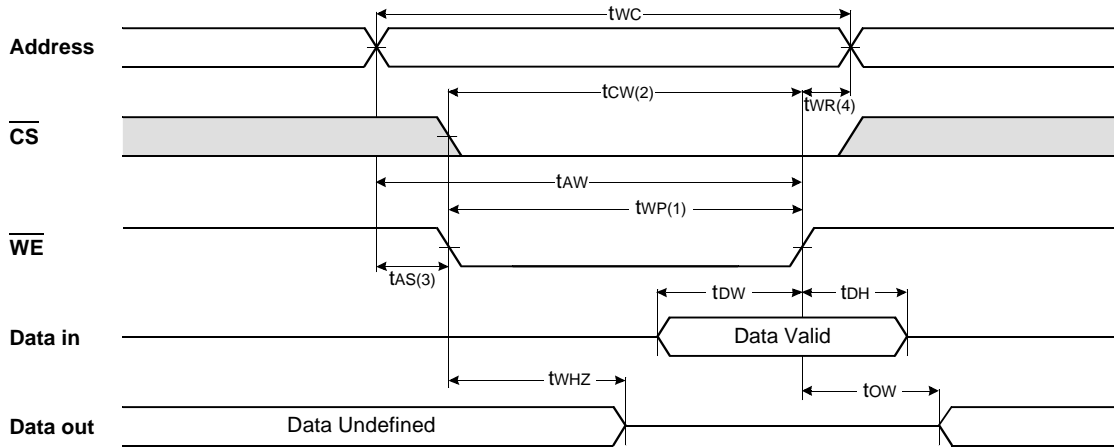 tWC
Address
tCW(2)
tWR(4)
CS
tAW
tWP(1)
WE
tAS(3)
tDW
tDH
Data in
Data Valid
tWHZ
tOW
Data out
Data Undefined